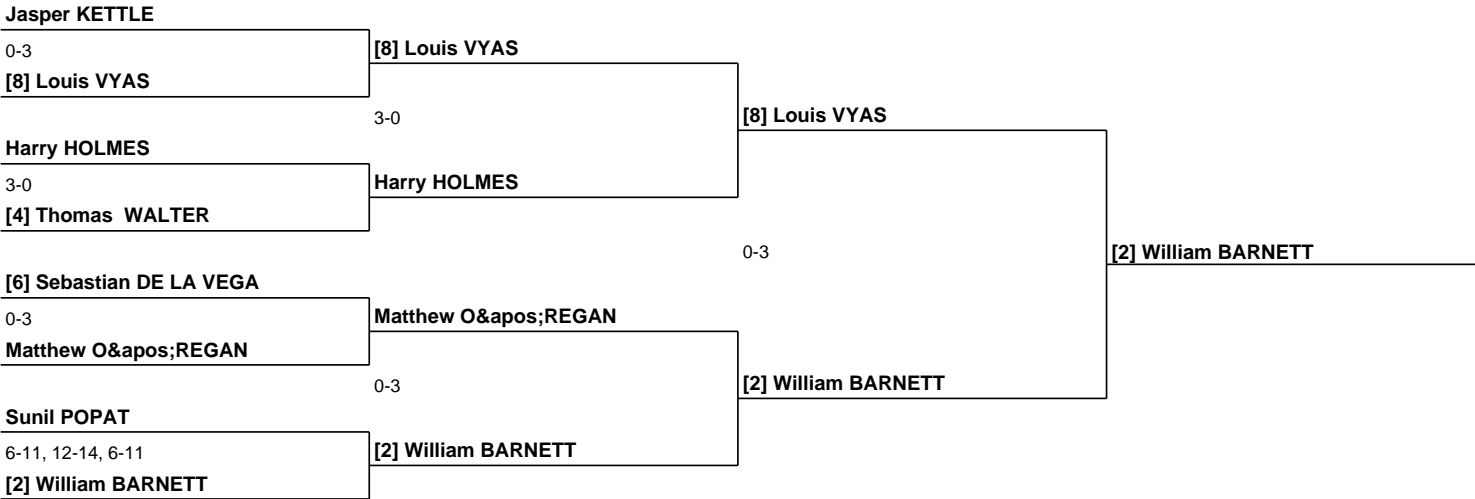 Jasper KETTLE
0-3
[8] Louis VYAS
[8] Louis VYAS
3-0
[8] Louis VYAS
Harry HOLMES
3-0
Harry HOLMES
[4] Thomas  WALTER
0-3
[2] William BARNETT
[6] Sebastian DE LA VEGA
0-3
Matthew O&apos;REGAN
Matthew O&apos;REGAN
0-3
[2] William BARNETT
Sunil POPAT
6-11, 12-14, 6-11
[2] William BARNETT
[2] William BARNETT